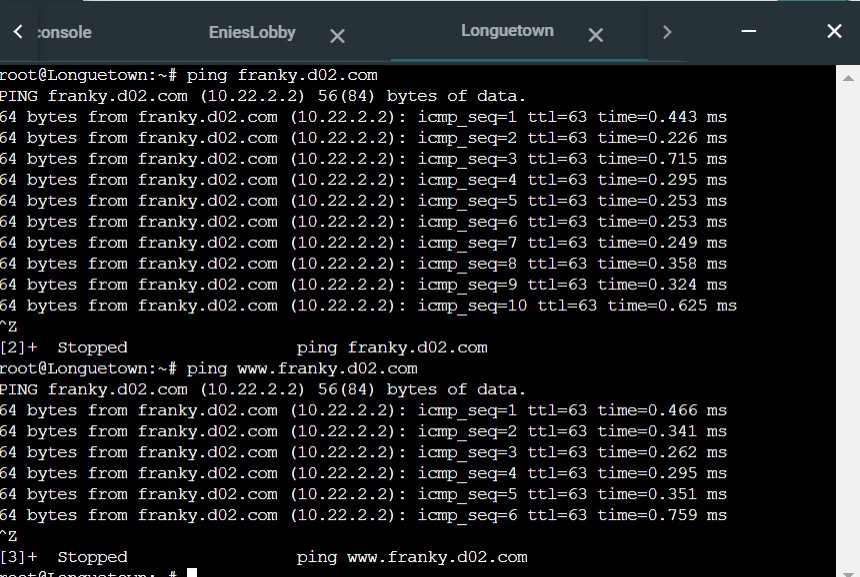 console EniesLobby Longuetown
root@Longuetown:~# ping franky.d02.com
PING franky.d02.com (10.22.2.2) 56(84) bytes of data.
64 bytes from franky.d02.com (10.22.2.2): icmp_seq=1 ttl=63 time=0.443 ms
64 bytes from franky.d02.com (10.22.2.2): icmp_seq=2 ttl=63 time=0.226 ms
64 bytes from franky.d02.com (10.22.2.2): icmp_seq=3 ttl=63 time=0.715 ms
64 bytes from franky.d02.com (10.22.2.2): icmp_seq=4 ttl=63 time=0.295 ms
64 bytes from franky.d02.com (10.22.2.2): icmp_seq=5 ttl=63 time=0.253 ms
64 bytes from franky.d02.com (10.22.2.2): icmp_seq=6 ttl=63 time=0.253 ms
64 bytes from franky.d02.com (10.22.2.2): icmp_seq=7 ttl=63 time=0.249 ms
64 bytes from franky.d02.com (10.22.2.2): icmp_seq=8 ttl=63 time=0.358 ms
64 bytes from franky.d02.com (10.22.2.2): icmp_seq=9 ttl=63 time=0.324 ms
64 bytes from franky.d02.com (10.22.2.2): icmp_seq=10 ttl=63 time=0.625 ms
^Z
[2]+  Stopped                 ping franky.d02.com
root@Longuetown:~# ping www.franky.d02.com
PING franky.d02.com (10.22.2.2) 56(84) bytes of data.
64 bytes from franky.d02.com (10.22.2.2): icmp_seq=1 ttl=63 time=0.466 ms
64 bytes from franky.d02.com (10.22.2.2): icmp_seq=2 ttl=63 time=0.341 ms
64 bytes from franky.d02.com (10.22.2.2): icmp_seq=3 ttl=63 time=0.262 ms
64 bytes from franky.d02.com (10.22.2.2): icmp_seq=4 ttl=63 time=0.295 ms
64 bytes from franky.d02.com (10.22.2.2): icmp_seq=5 ttl=63 time=0.351 ms
64 bytes from franky.d02.com (10.22.2.2): icmp_seq=6 ttl=63 time=0.759 ms
^Z
[3]+  Stopped                 ping www.franky.d02.com
root@Longuetown:~#